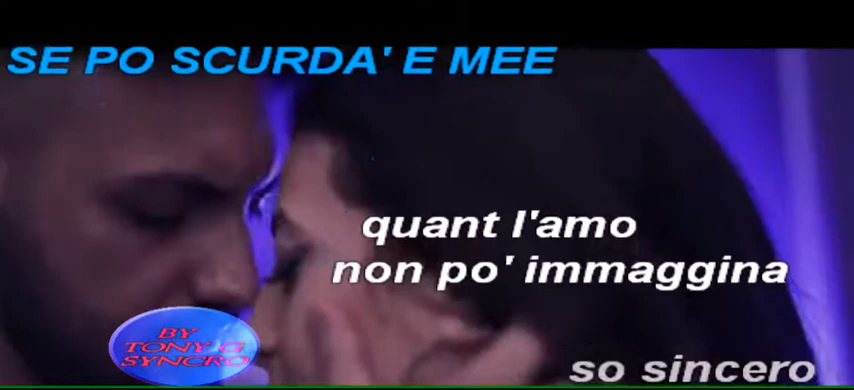 SE PO SCURDA' E MEE
quant l'amo
non po' immaggina
BY
TONY G
SYNCRO
so sincero